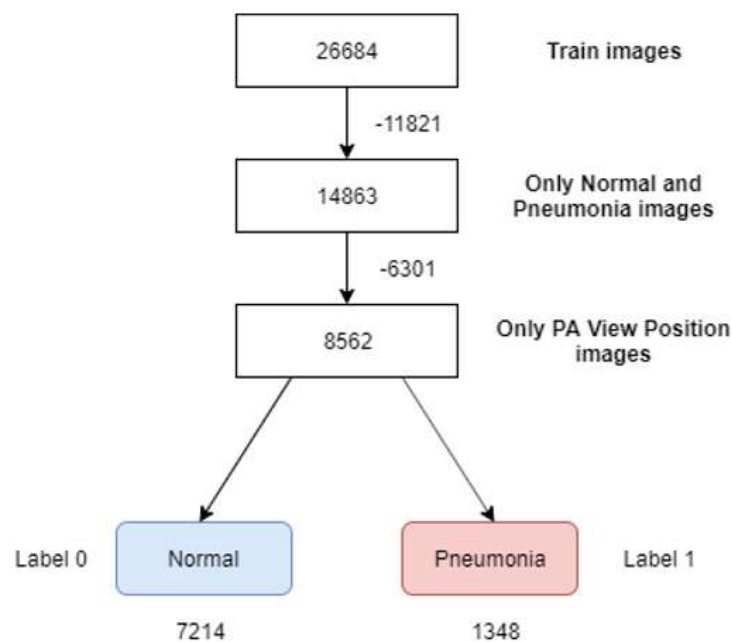 26684
Train images
-11821
14863
Only Normal and
Pneumonia images
-6301
8562
Only PA View Position
images
Label 0
Normal
Pneumonia
Label 1
7214
1348